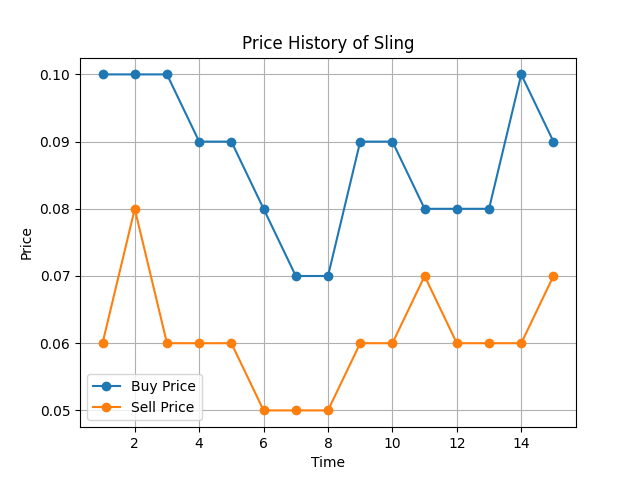 Price History of Sling
0.10
0.09
0.08
0.07
0.06
0.05
Price
Buy Price
Sell Price
2 4 6 8 10 12 14
Time